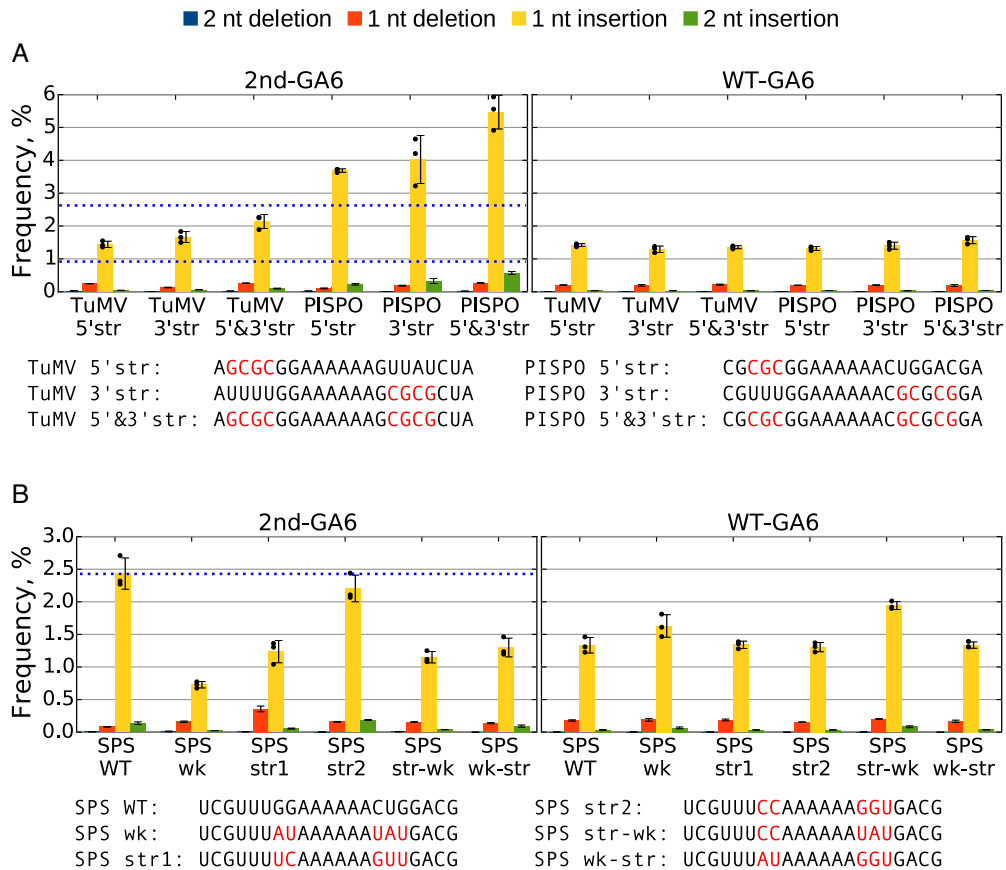 2 nt deletion 1 nt deletion 1 nt insertion 2 nt insertion
A
2nd-GA6 WT-GA6
Frequency, %
6
5
4
3
2
1
0
TuMV 5'str TuMV 3'str TuMV 5'&3'str PISPO 5'str PISPO 3'str PISPO 5'&3'str
TuMV 5'str TuMV 3'str TuMV 5'&3'str PISPO 5'str PISPO 3'str PISPO 5'&3'str
TuMV 5'str: AGCGCGGAAAAAAGUUAUCUA PISPO 5'str: CGCGCGGAAAAAACUGGACGA
TuMV 3'str: AUUUUGGAAAAAAGCGCGCUA PISPO 3'str: CGUUUGGAAAAAACGCGCGGA
TuMV 5'&3'str: AGCGCGGAAAAAAGCGCGCUA PISPO 5'&3'str: CGCGCGGAAAAAACGCGCGGA
B
2nd-GA6 WT-GA6
Frequency, %
3.0
2.5
2.0
1.5
1.0
0.5
0.0
SPS WT SPS wk SPS str1 SPS str2 SPS str-wk SPS wk-str
SPS WT SPS wk SPS str1 SPS str2 SPS str-wk SPS wk-str
SPS WT: UCGUUUGGAAAAAACUGGACG SPS str2: UCGUUUCCAAAAAAGGUGACG
SPS wk: UCGUUUAUAAAAAAUAUGACG SPS str-wk: UCGUUUCCAAAAAAUAUGACG
SPS str1: UCGUUUUCAAAAAAGUUGACG SPS wk-str: UCGUUUAUAAAAAAGGUGACG